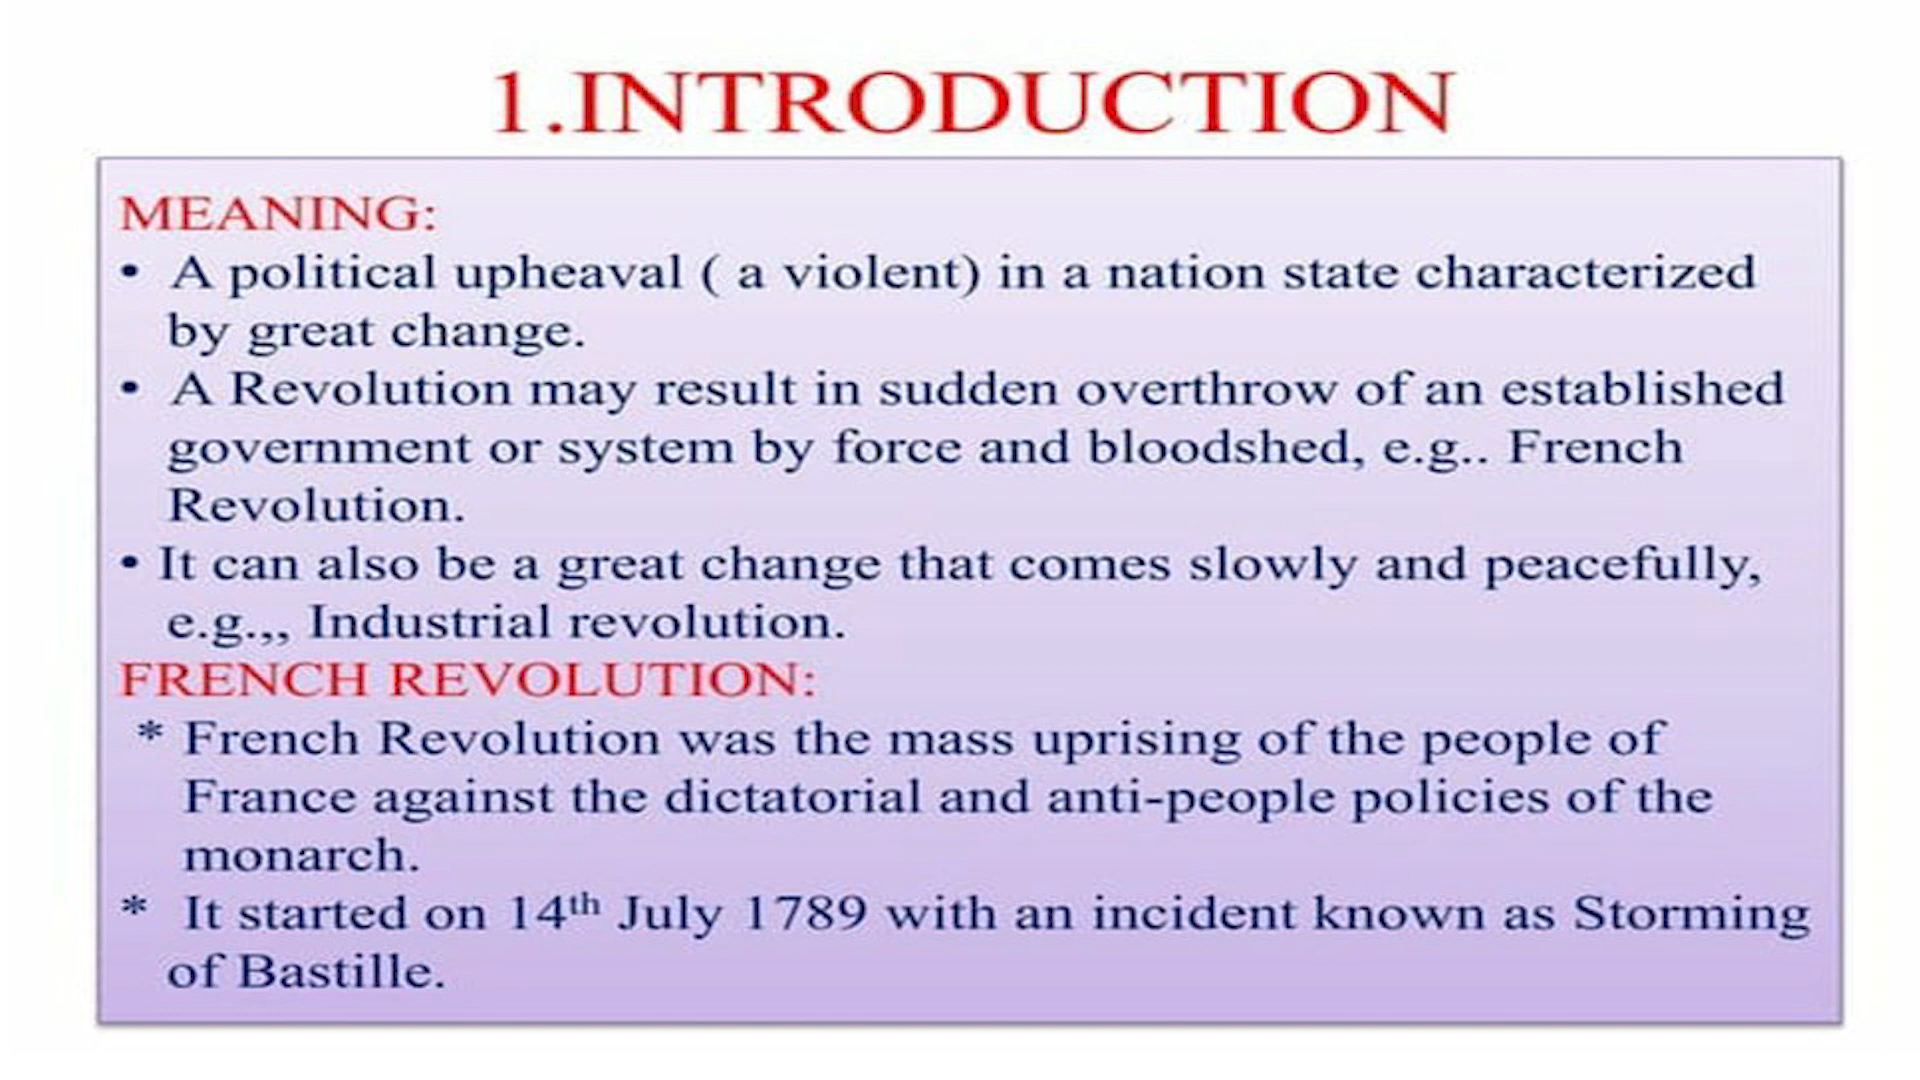 1.INTRODUCTION
MEANING:
• A political upheaval ( a violent) in a nation state characterized
by great change.
• A Revolution may result in sudden overthrow of an established
government or system by force and bloodshed, e.g.. French
Revolution.
• It can also be a great change that comes slowly and peacefully,
e.g.,,, Industrial revolution.
FRENCH REVOLUTION:
* French Revolution was the mass uprising of the people of
France against the dictatorial and anti-people policies of the
monarch.
* It started on 14th July 1789 with an incident known as Storming
of Bastille.